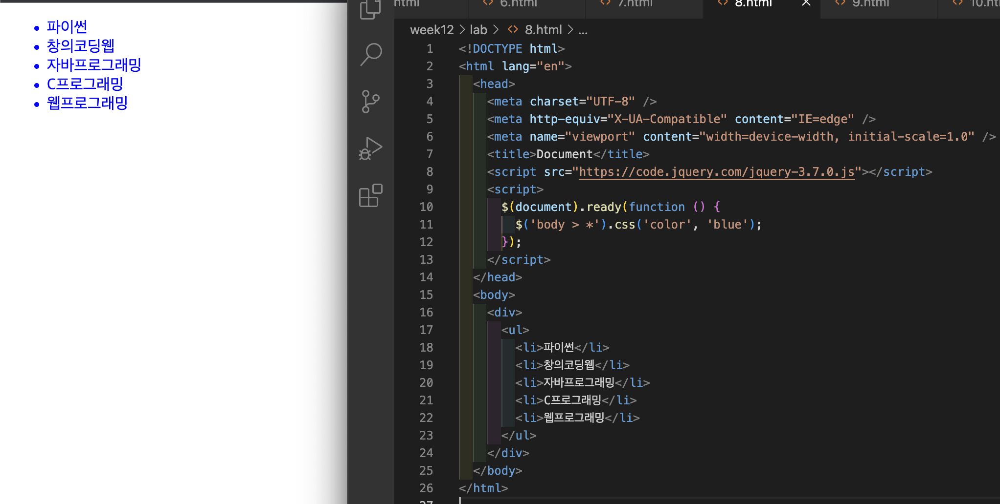 파이썬
창의코딩웹
자바프로그래밍
C프로그래밍
웹프로그래밍
html 6.html 7.html 8.html 9.html 10.html
week12 > lab > <> 8.html > ...
1 <!DOCTYPE html>
2 <html lang="en">
3 <head>
4 <meta charset="UTF-8" />
5 <meta http-equiv="X-UA-Compatible" content="IE=edge" />
6 <meta name="viewport" content="width=device-width, initial-scale=1.0" />
7 <title>Document</title>
8 <script src="https://code.jquery.com/jquery-3.7.0.js"></script>
9 <script>
10 $(document).ready(function () {
11 $('body > *').css('color', 'blue');
12 });
13 </script>
14 </head>
15 <body>
16 <div>
17 <ul>
18 <li>파이썬</li>
19 <li>창의코딩웹</li>
20 <li>자바프로그래밍</li>
21 <li>C프로그래밍</li>
22 <li>웹프로그래밍</li>
23 </ul>
24 </div>
25 </body>
26 </html>
27